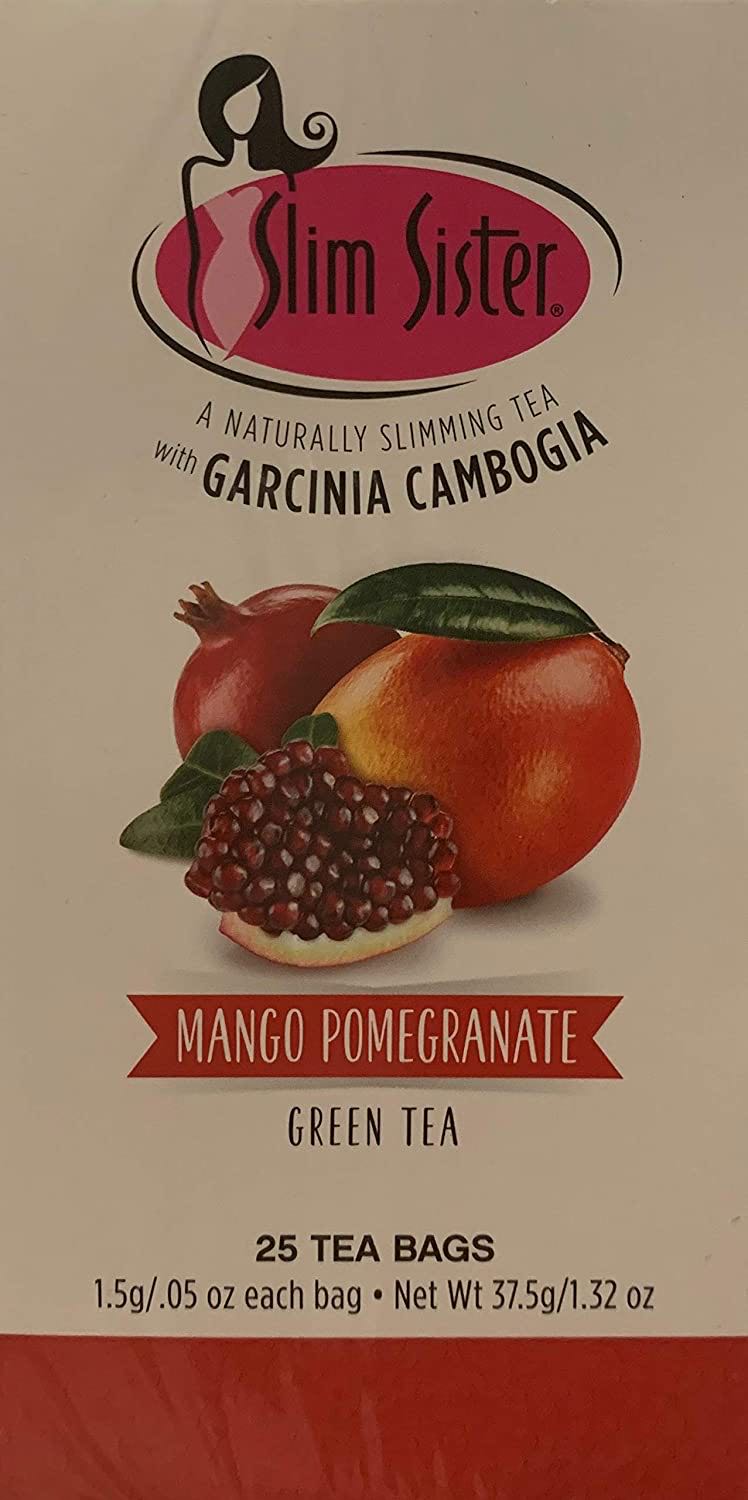 Slim Sister®
A NATURALLY SLIMMING TEA
with GARCINIA CAMBOGIA
MANGO POMEGRANATE
GREEN TEA
25 TEA BAGS
1.5g/.05 oz each bag • Net Wt 37.5g/1.32 oz